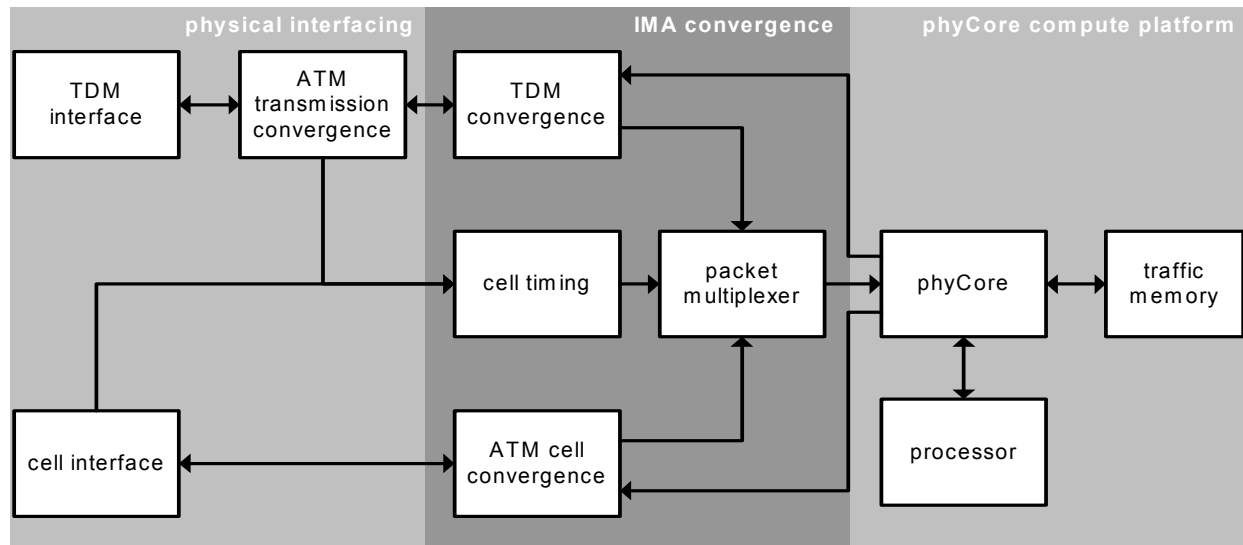 physical interfacing
IMA convergence
phyCore compute platform
TDM
interface
ATM
transmission
convergence
TDM
convergence
cell timing
packet
multiplexer
phyCore
traffic
memory
cell interface
ATM cell
convergence
processor